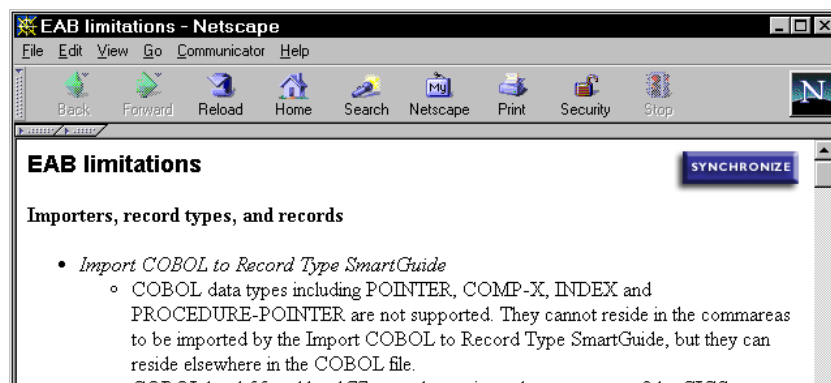 EAB limitations - Netscape
File Edit View Go Communicator Help
My
N
Back Forward Reload Home Search Netscape Print Security Stop
EAB limitations
SYNCHRONIZE
Importers, record types, and records
• Import COBOL to Record Type SmartGuide
○ COBOL data types including POINTER, COMP-X, INDEX and
PROCEDURE-POINTER are not supported. They cannot reside in the commareas
to be imported by the Import COBOL to Record Type SmartGuide, but they can
reside elsewhere in the COBOL file.